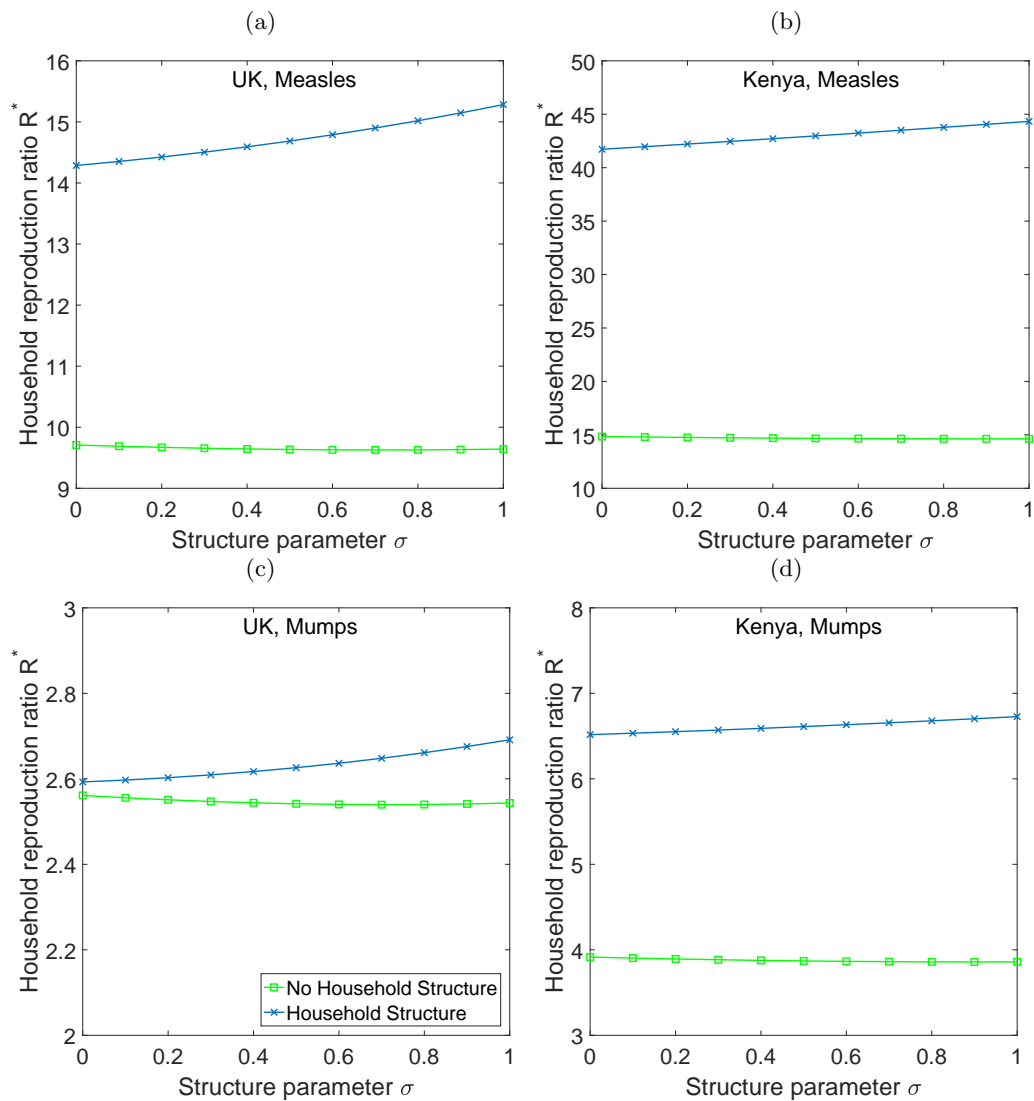 (a)
UK, Measles
Household reproduction ratio R*
16
15
14
13
12
11
10
9
0 0.2 0.4 0.6 0.8 1
Structure parameter σ
(b)
Kenya, Measles
Household reproduction ratio R*
50
45
40
35
30
25
20
15
10
0 0.2 0.4 0.6 0.8 1
Structure parameter σ
(c)
UK, Mumps
Household reproduction ratio R*
3
2.8
2.6
2.4
2.2
2
No Household Structure
Household Structure
0 0.2 0.4 0.6 0.8 1
Structure parameter σ
(d)
Kenya, Mumps
Household reproduction ratio R*
8
7
6
5
4
3
0 0.2 0.4 0.6 0.8 1
Structure parameter σ